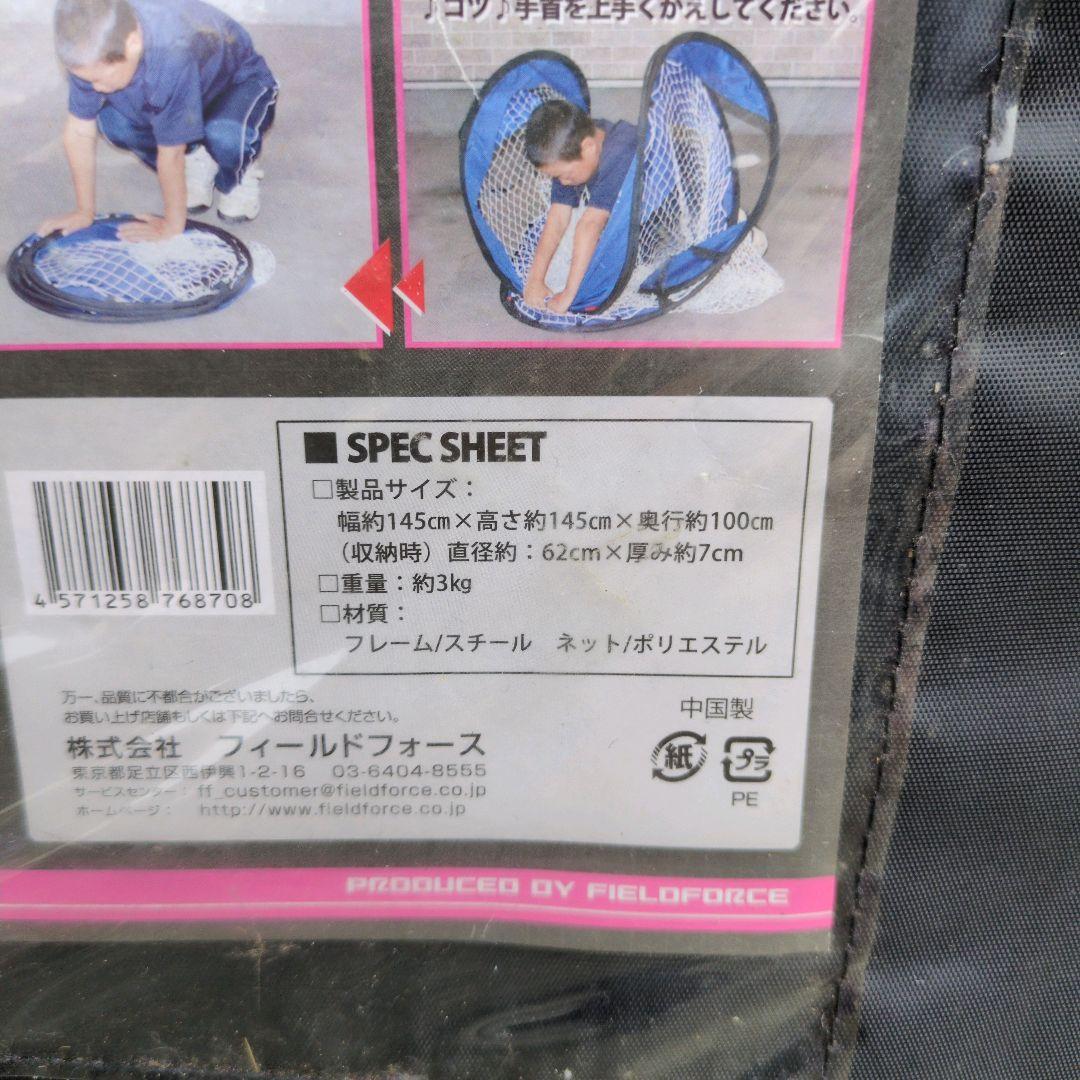 ♪コツ♪手首を上手くかえしてください。
■ SPEC SHEET
□製品サイズ：
幅約145㎝×高さ約145㎝×奥行約100㎝
（収納時）直径約：62cm×厚み約7cm
□重量：約3kg
□材質：
フレーム/スチール　ネット/ポリエステル
4 571258 768708
万一、品質に不都合がございましたら、
お買い上げ店舗もしくは下記へお問合せください。
株式会社　フィールドフォース
東京都足立区西伊興1-2-16　03-6404-8555
サービスセンター：ff_customer@fieldforce.co.jp
ホームページ：　http://www.fieldforce.co.jp
中国製
紙
プラ
PE
PRODUCED BY FIELDFORCE